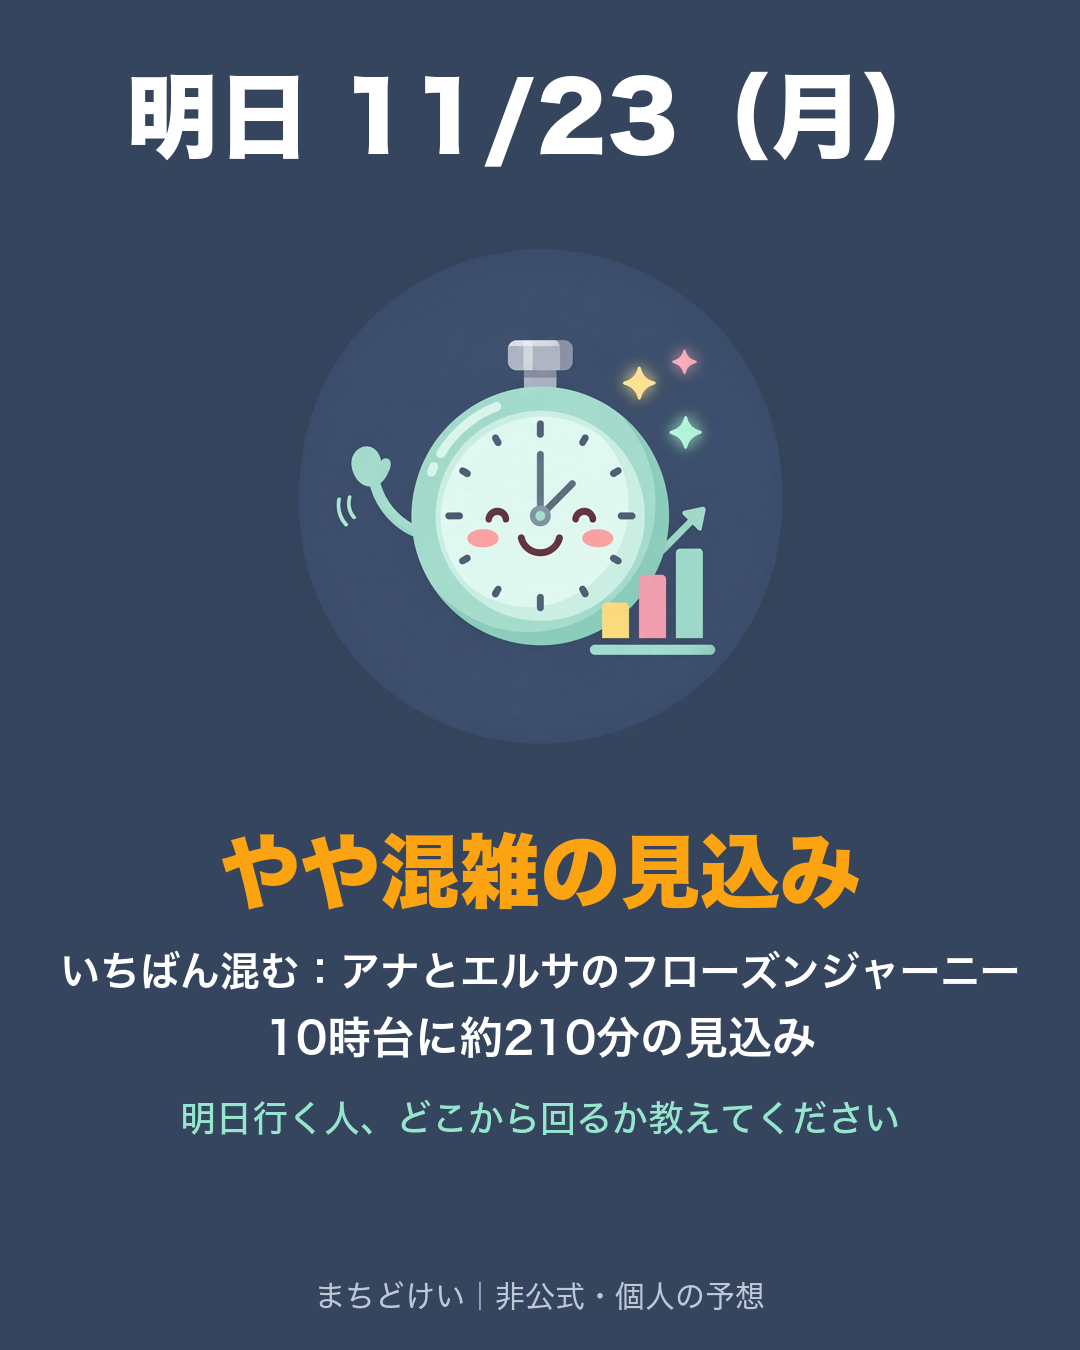 明日 11/23（月）
やや混雑の見込み
いちばん混む：アナとエルサのフローズンジャーニー
10時台に約210分の見込み
明日行く人、どこから回るか教えてください
まちどけい｜非公式・個人の予想